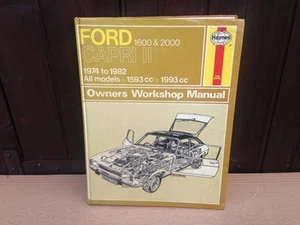 FORD 1600 & 2000
CAPRI II
1974 to 1982
All models 1593 cc 1993 cc
Haynes
Owners Workshop Manual